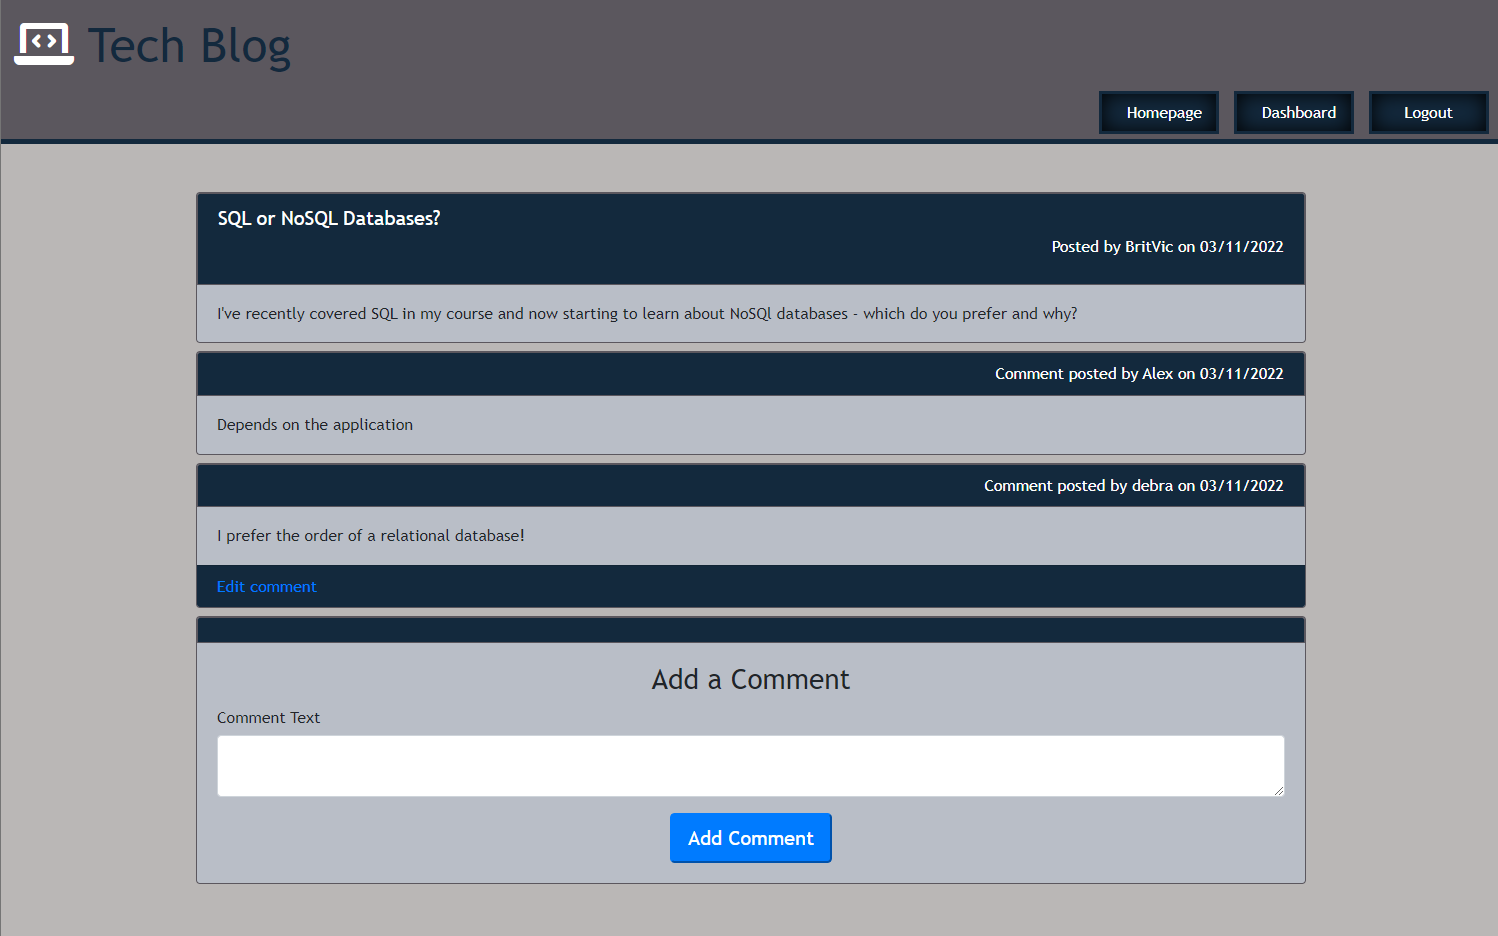 Tech Blog
Homepage Dashboard Logout
SQL or NoSQL Databases?
Posted by BritVic on 03/11/2022
I've recently covered SQL in my course and now starting to learn about NoSQl databases - which do you prefer and why?
Comment posted by Alex on 03/11/2022
Depends on the application
Comment posted by debra on 03/11/2022
I prefer the order of a relational database!
Edit comment
Add a Comment
Comment Text
Add Comment